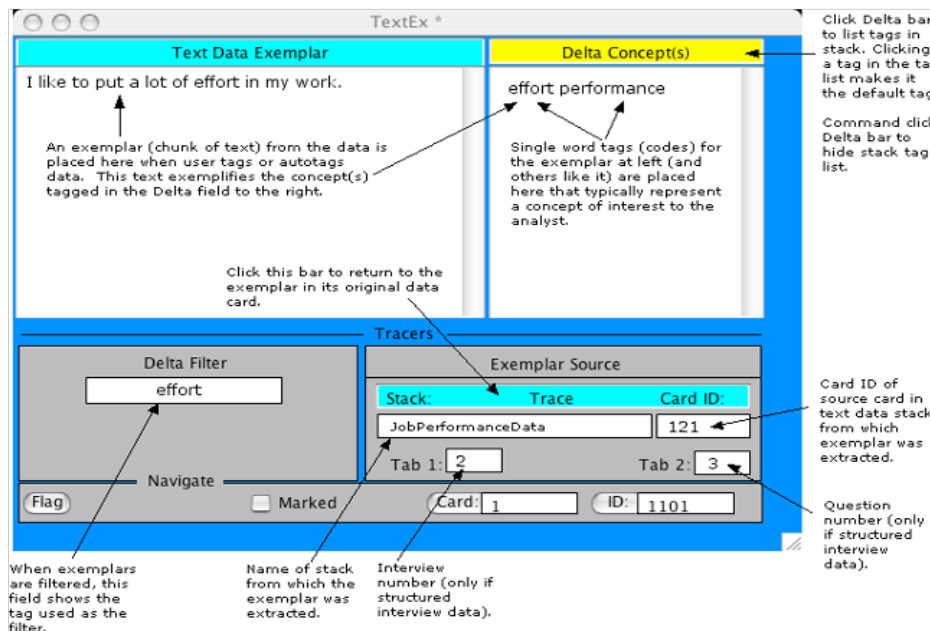 TextEx *
Text Data Exemplar
Delta Concept(s)
I like to put a lot of effort in my work.
effort performance
An exemplar (chunk of text) from the data is
placed here when user tags or autotags
data. This text exemplifies the concept(s)
tagged in the Delta field to the right.
Single word tags (codes) for
the exemplar at left (and
others like it) are placed
here that typically represent
a concept of interest to the
analyst.
Click Delta bar
to list tags in
stack. Clicking
a tag in the ta
list makes it
the default tag
Command click
Delta bar to
hide stack tag
list.
Click this bar to return to the
exemplar in its original data
card.
Tracers
Delta Filter
effort
Exemplar Source
Stack: Trace Card ID:
JobPerformanceData 121
Tab 1: 2 Tab 2: 3
Card ID of
source card in
text data stack
from which
exemplar was
extracted.
Navigate
Flag Marked Card: 1 ID: 1101
Question
number (only
if structured
interview
data).
When exemplars
are filtered, this
field shows the
tag used as the
filter.
Name of stack
from which the
exemplar was
extracted.
Interview
number (only if
structured
interview data).